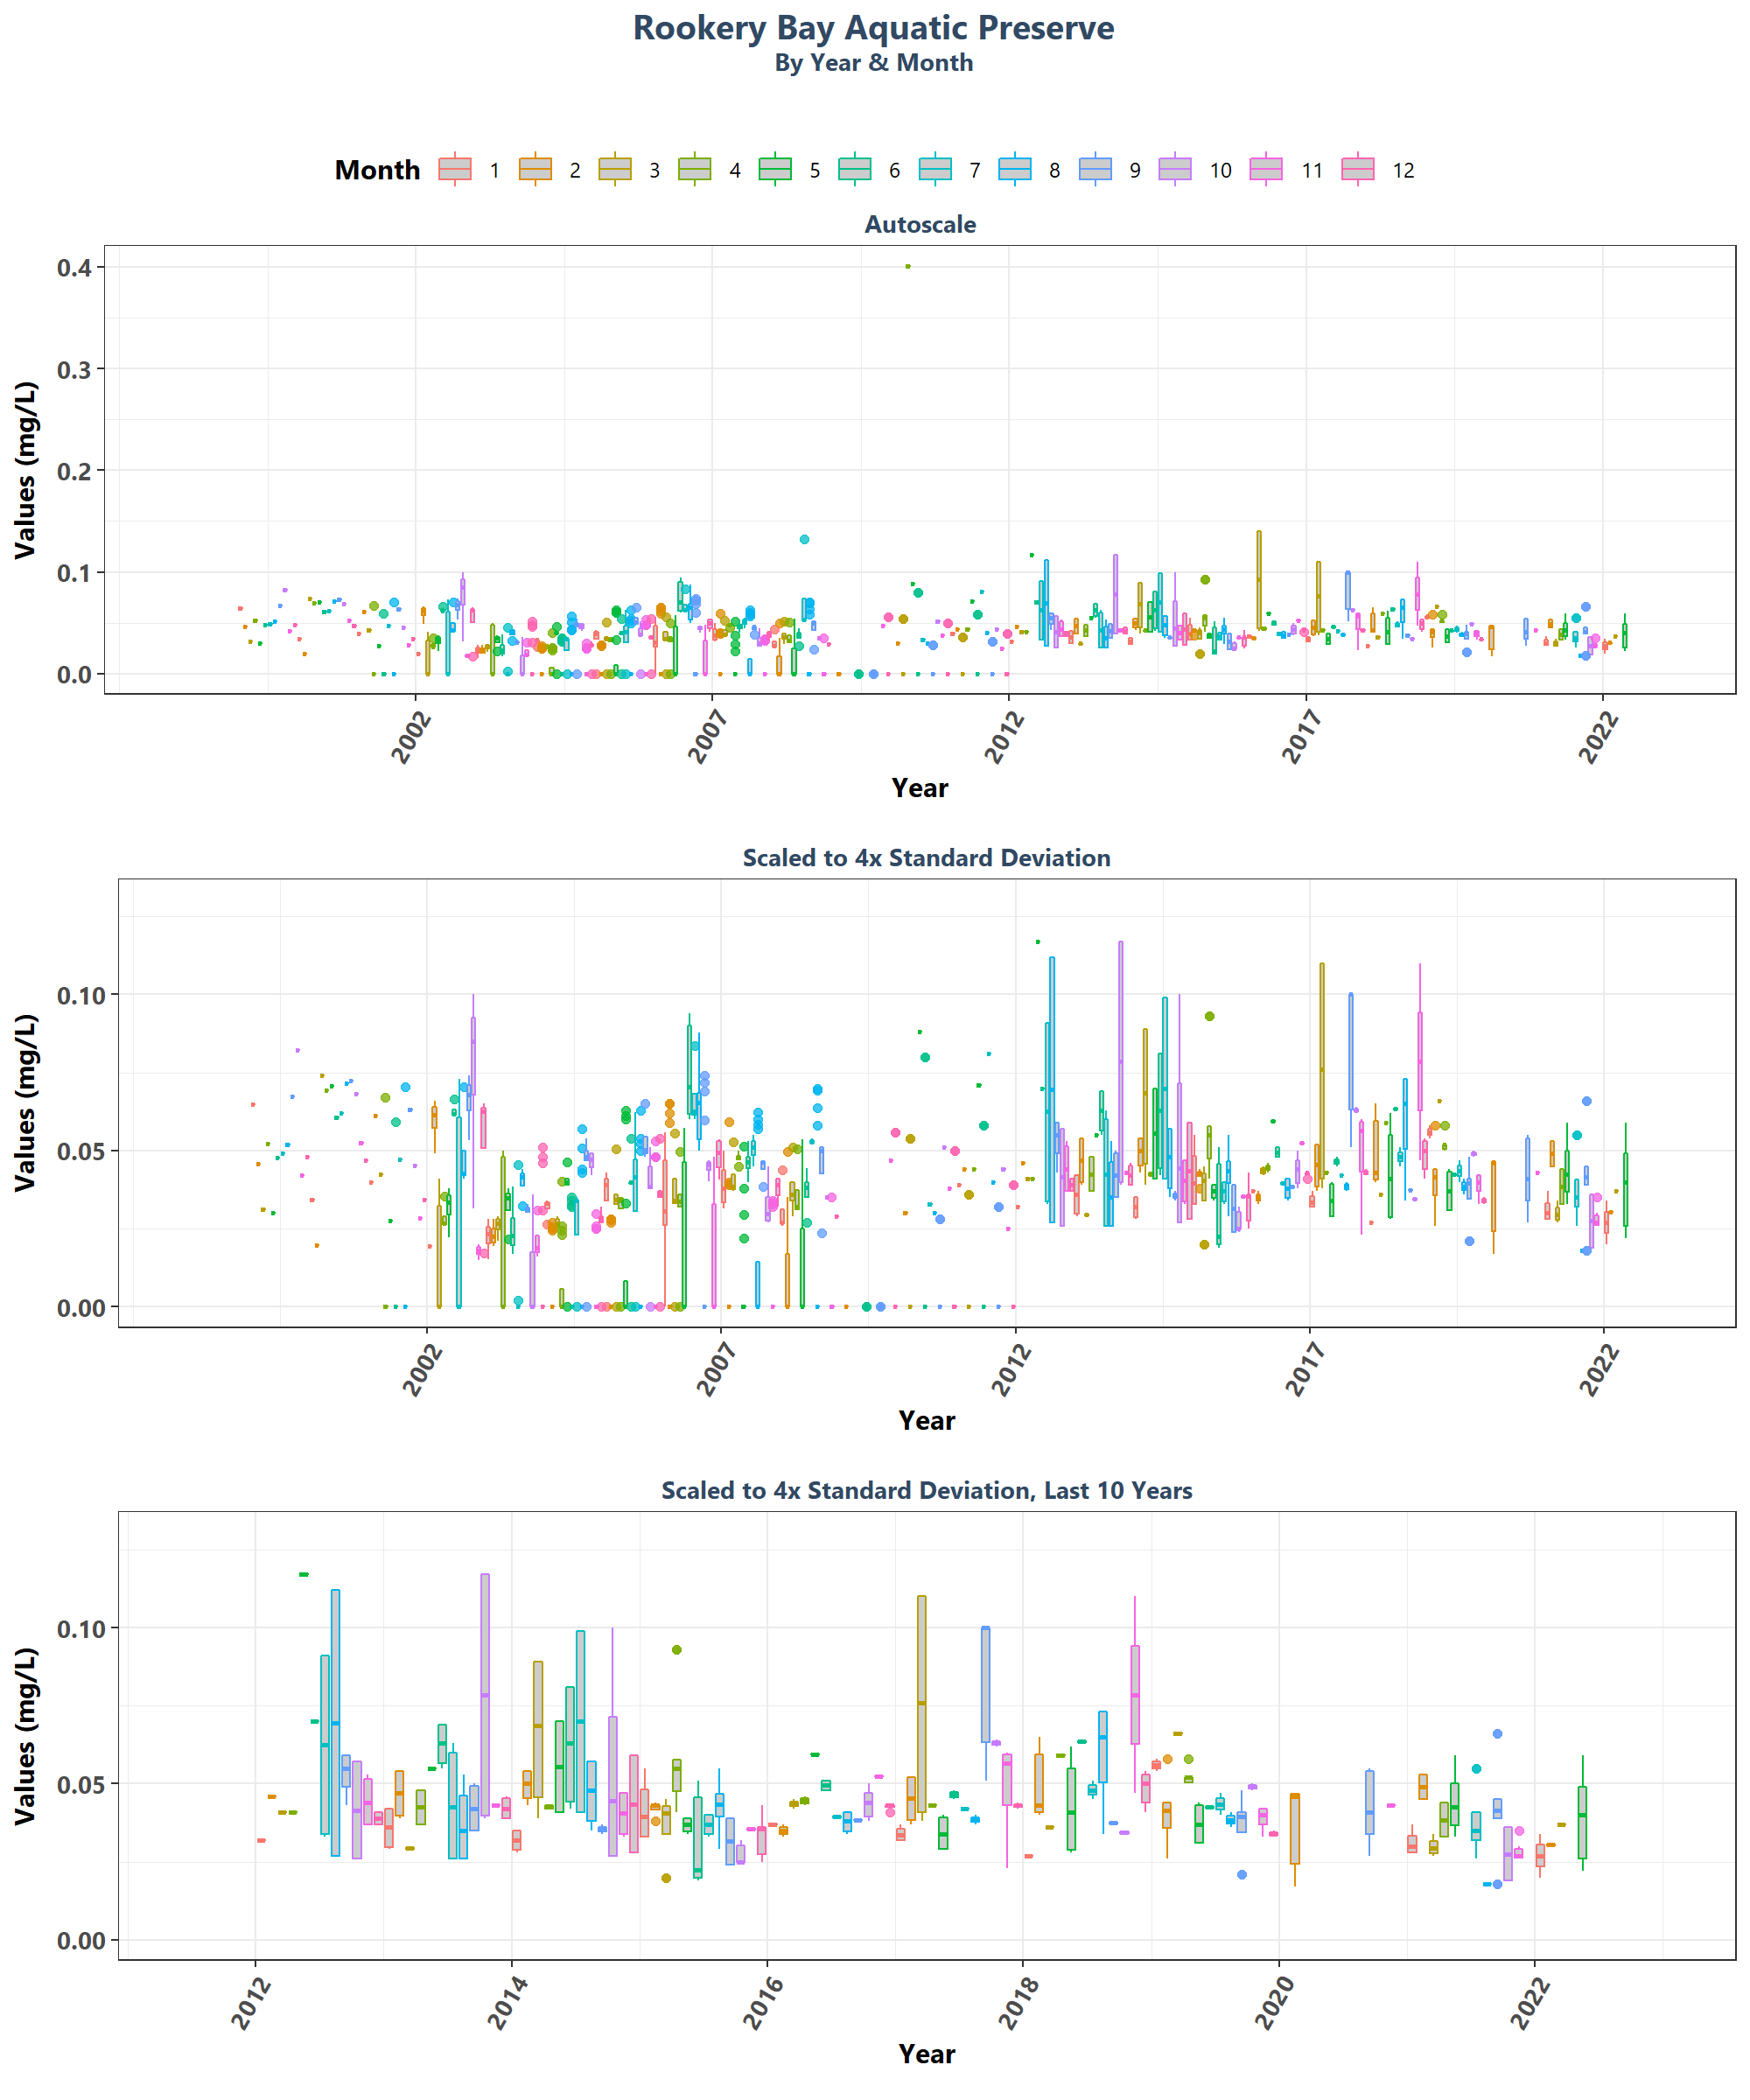 Rookery Bay Aquatic Preserve
By Year & Month
Month 1 2 3 4 5 6 7 8 9 10 11 12
Autoscale
Values (mg/L)
0.4
0.3
0.2
0.1
0.0
2002 2007 2012 2017 2022
Year
Scaled to 4x Standard Deviation
Values (mg/L)
0.10
0.05
0.00
2002 2007 2012 2017 2022
Year
Scaled to 4x Standard Deviation, Last 10 Years
Values (mg/L)
0.10
0.05
0.00
2012 2014 2016 2018 2020 2022
Year